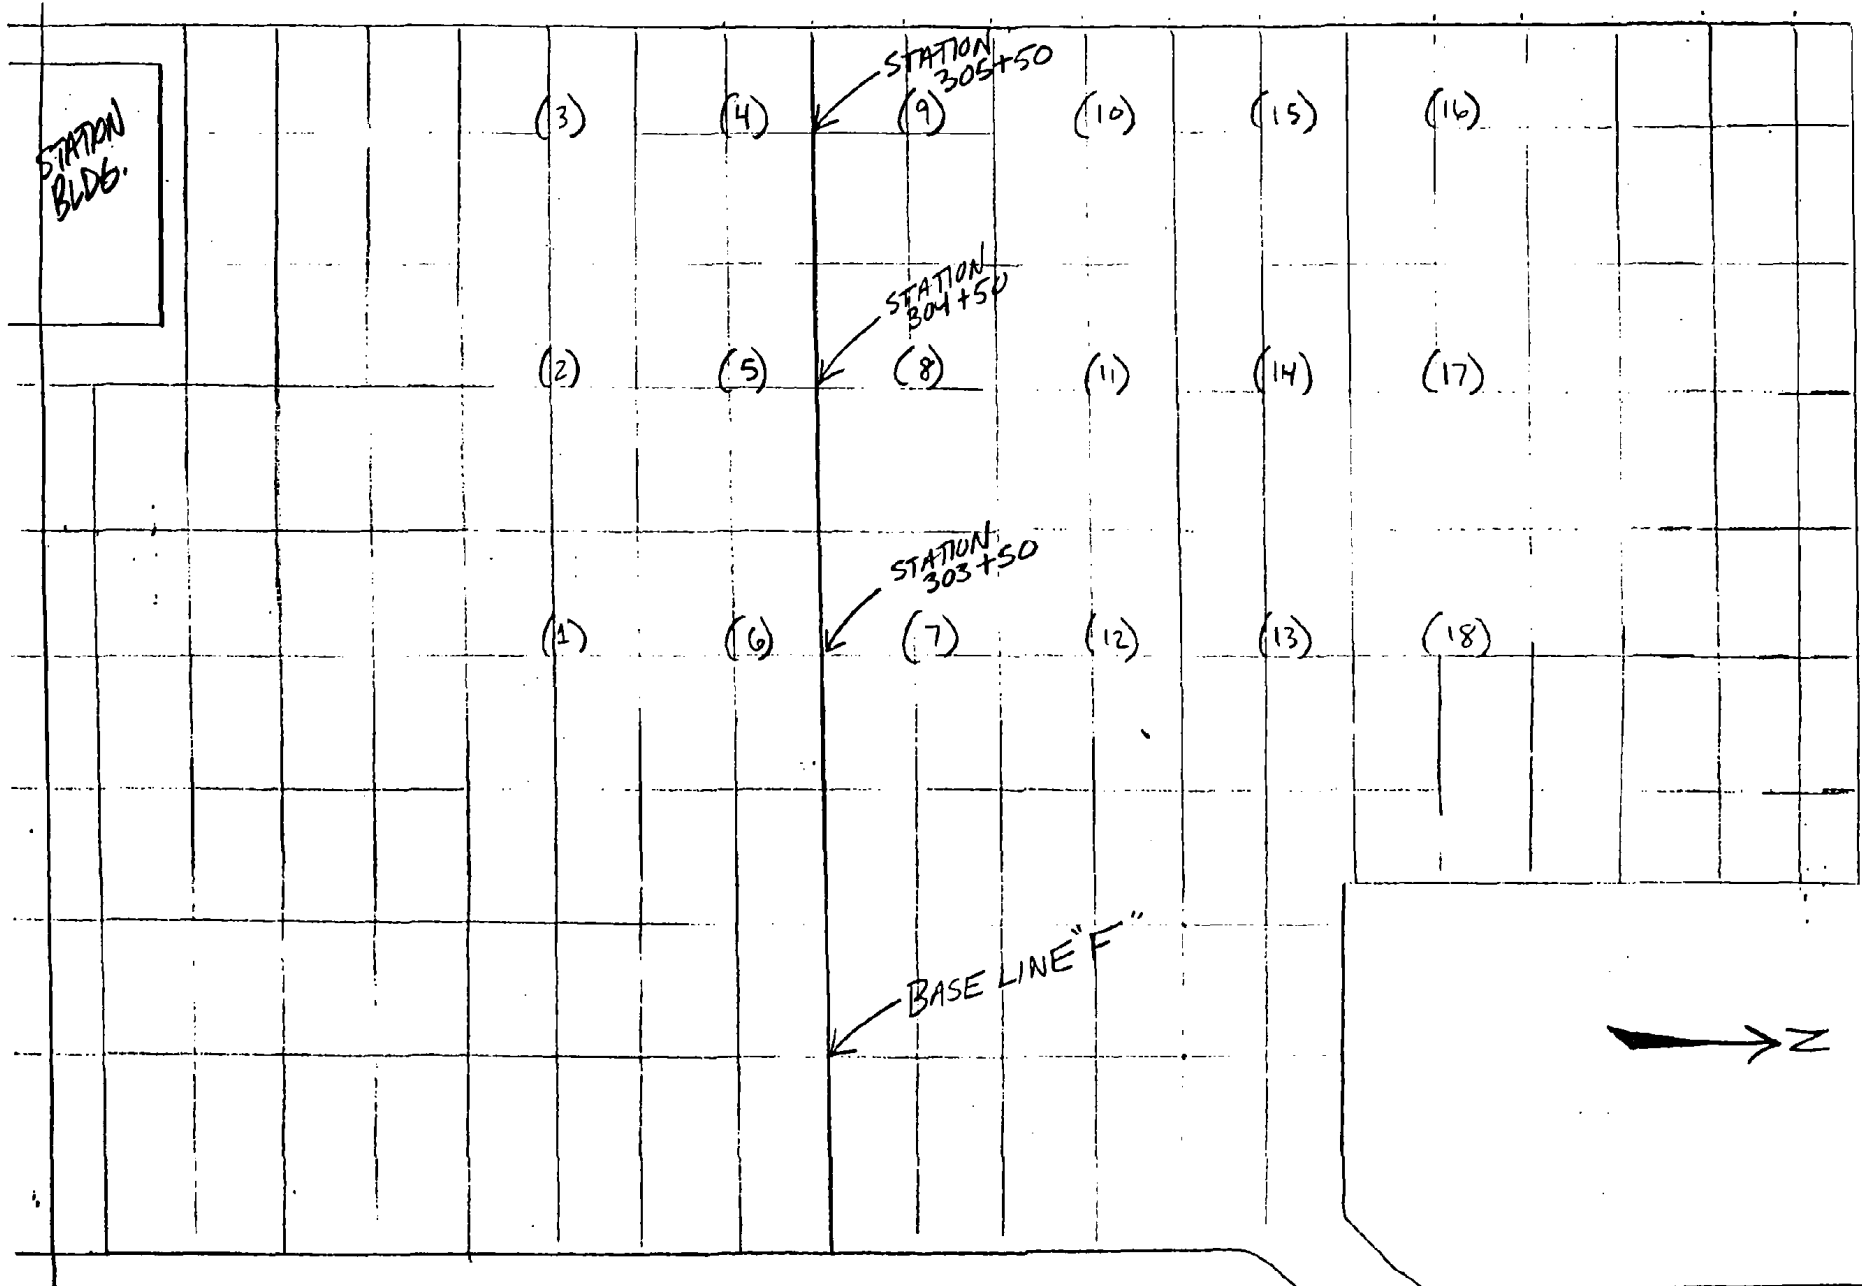 STATION
305+50
(3) (4) (9) (10) (15) (16)
STATION
BLDG.
STATION
304+50
(2) (5) (8) (11) (14) (17)
STATION
303+50
(1) (6) (7) (12) (13) (18)
BASE LINE "F"
N